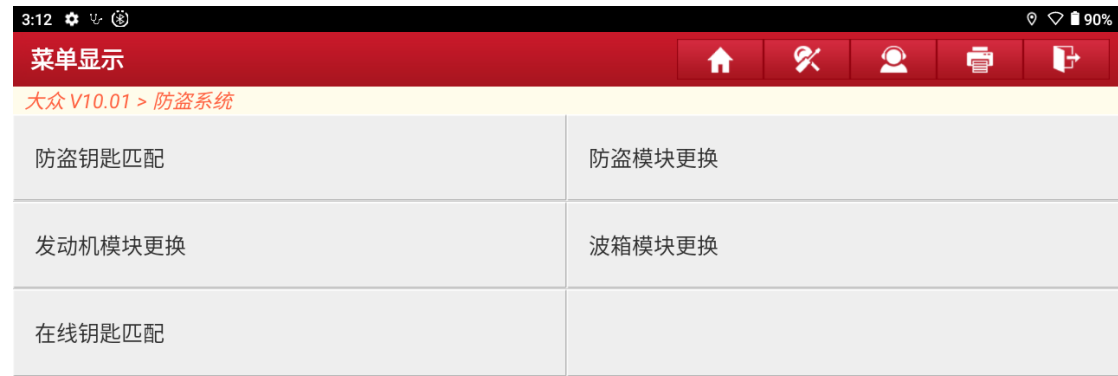 3:12
90%
菜单显示
大众 V10.01 > 防盗系统
防盗钥匙匹配
防盗模块更换
发动机模块更换
波箱模块更换
在线钥匙匹配